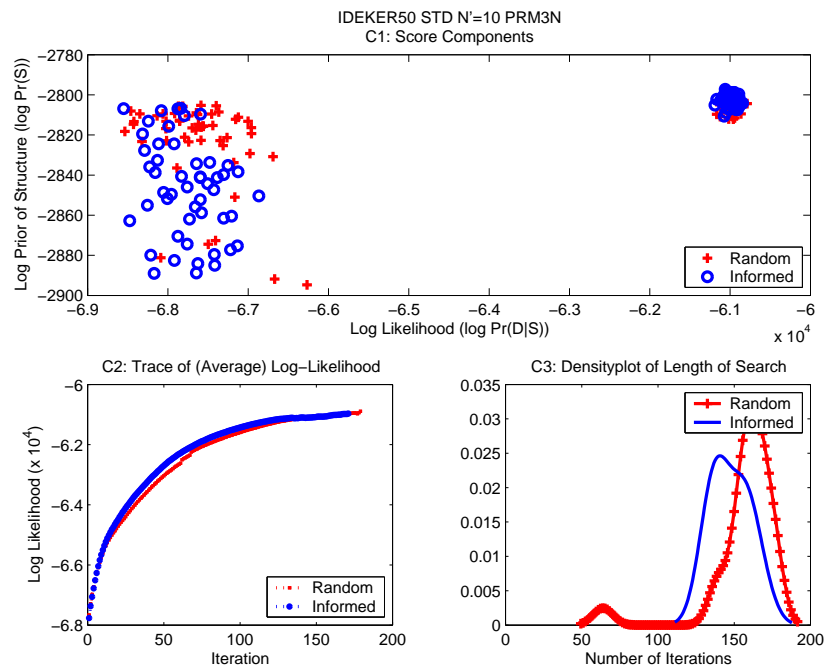 IDEKER50 STD N'=10 PRM3N
C1: Score Components
Log Prior of Structure (log Pr(S))
−2780
−2800
−2820
−2840
−2860
−2880
−2900
−6.9 −6.8 −6.7 −6.6 −6.5 −6.4 −6.3 −6.2 −6.1 −6
Log Likelihood (log Pr(D|S))
x 10^4
Random
Informed
C2: Trace of (Average) Log−Likelihood
Log Likelihood (x 10^4)
−6
−6.2
−6.4
−6.6
−6.8
0 50 100 150 200
Iteration
Random
Informed
C3: Densityplot of Length of Search
0.035
0.03
0.025
0.02
0.015
0.01
0.005
0
0 50 100 150 200
Number of Iterations
Random
Informed